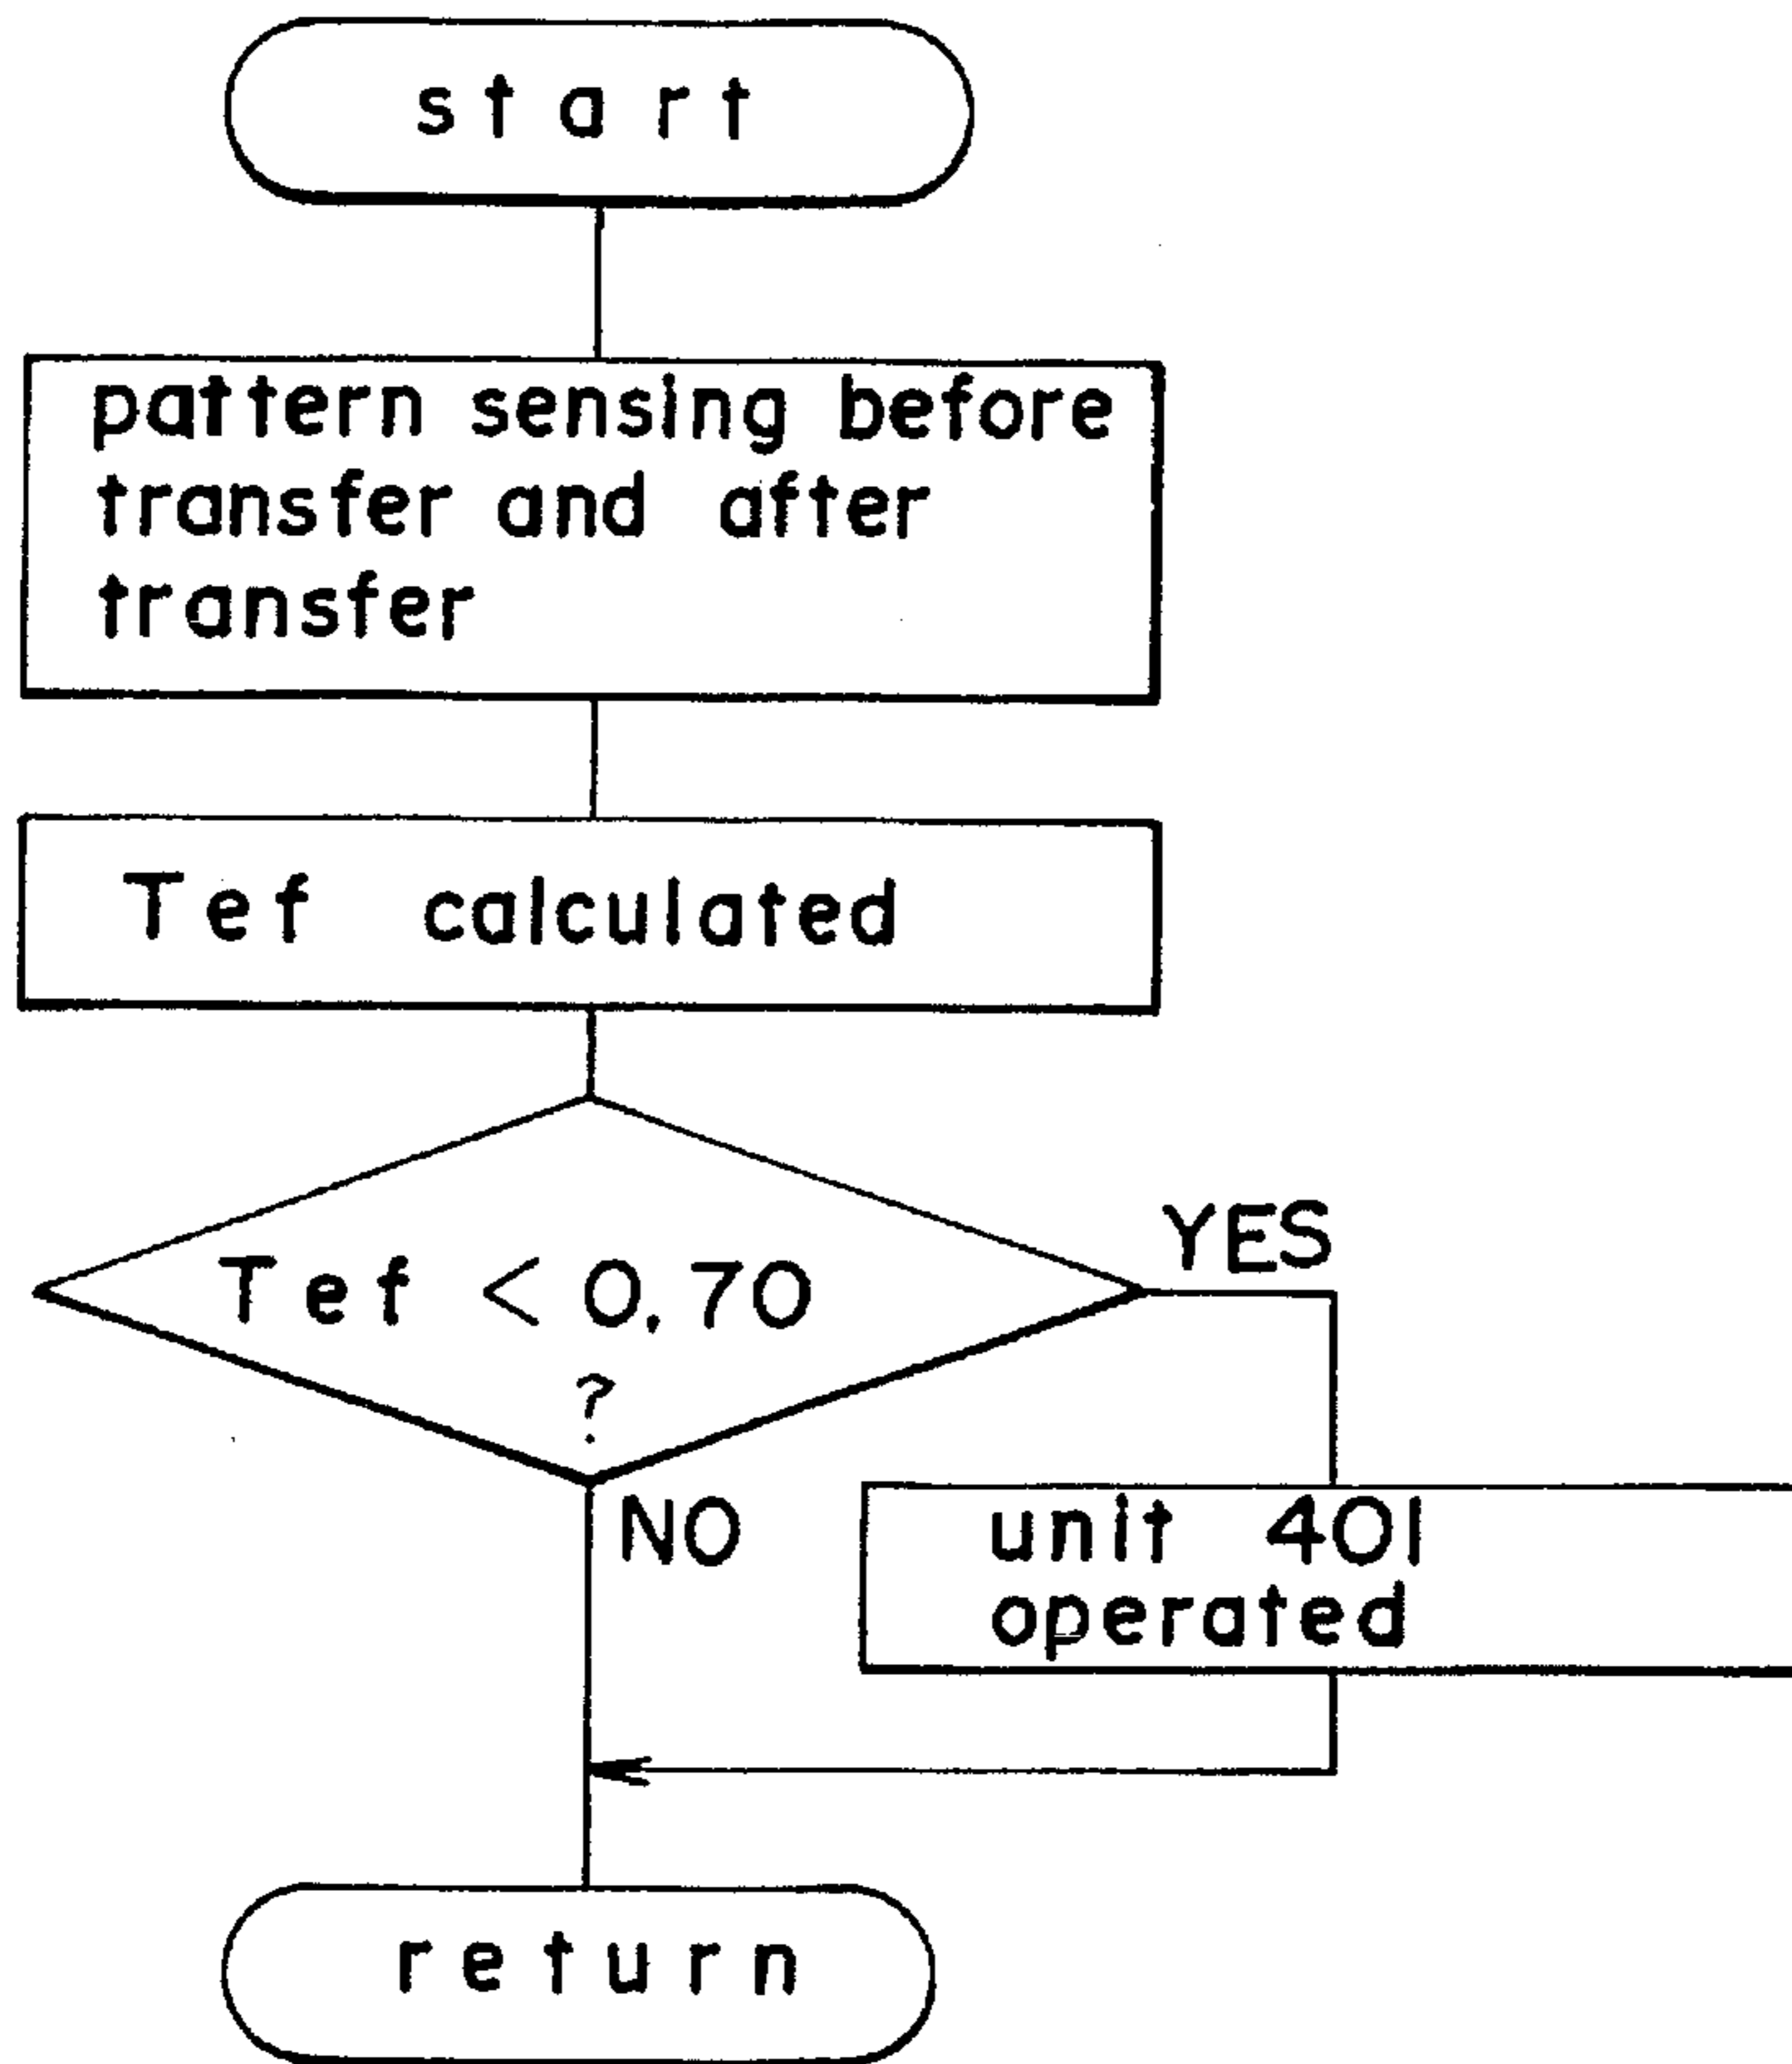 start
pattern sensing before
transfer and after
transfer
Tef calculated
Tef < 0,70
?
YES
NO
unit 401
operated
return